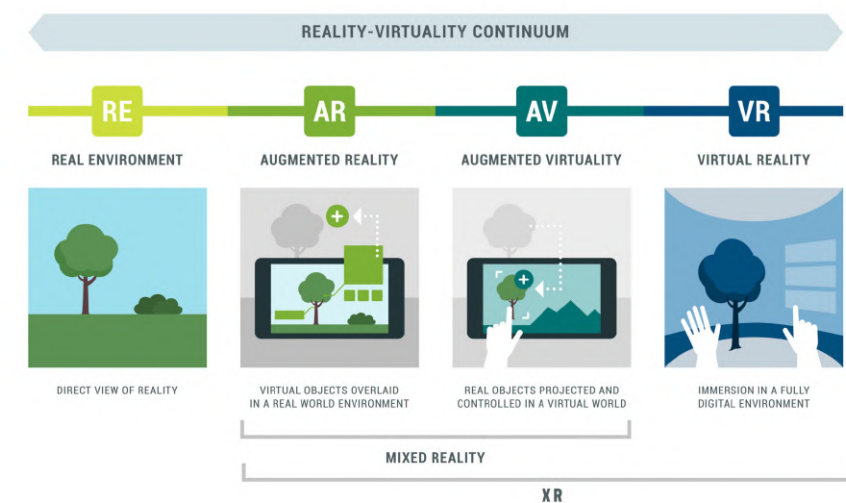 REALITY-VIRTUALITY CONTINUUM
RE
AR
AV
VR
REAL ENVIRONMENT
AUGMENTED REALITY
AUGMENTED VIRTUALITY
VIRTUAL REALITY
DIRECT VIEW OF REALITY
VIRTUAL OBJECTS OVERLAID
IN A REAL WORLD ENVIRONMENT
REAL OBJECTS PROJECTED AND
CONTROLLED IN A VIRTUAL WORLD
IMMERSION IN A FULLY
DIGITAL ENVIRONMENT
MIXED REALITY
XR